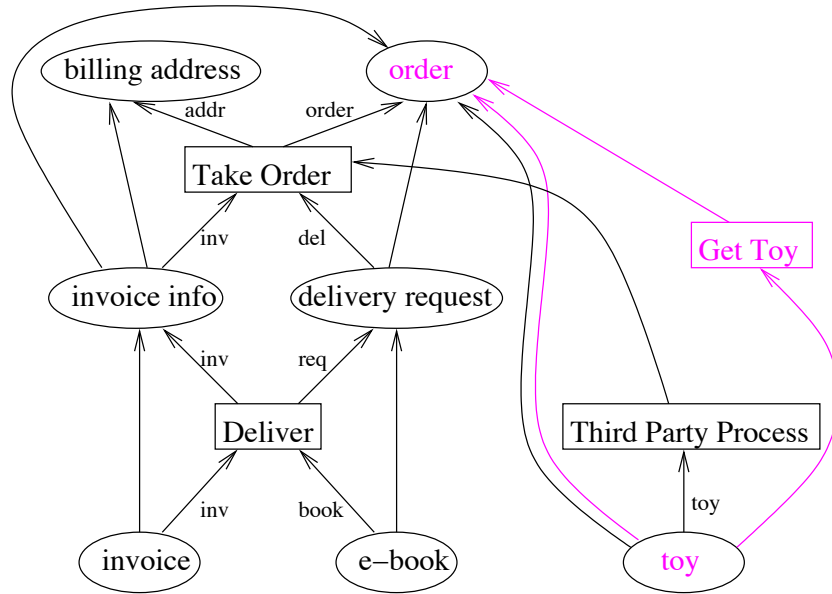 billing address
order
addr
order
Take Order
inv
del
Get Toy
invoice info
delivery request
inv
req
Deliver
Third Party Process
inv
book
toy
invoice
e−book
toy